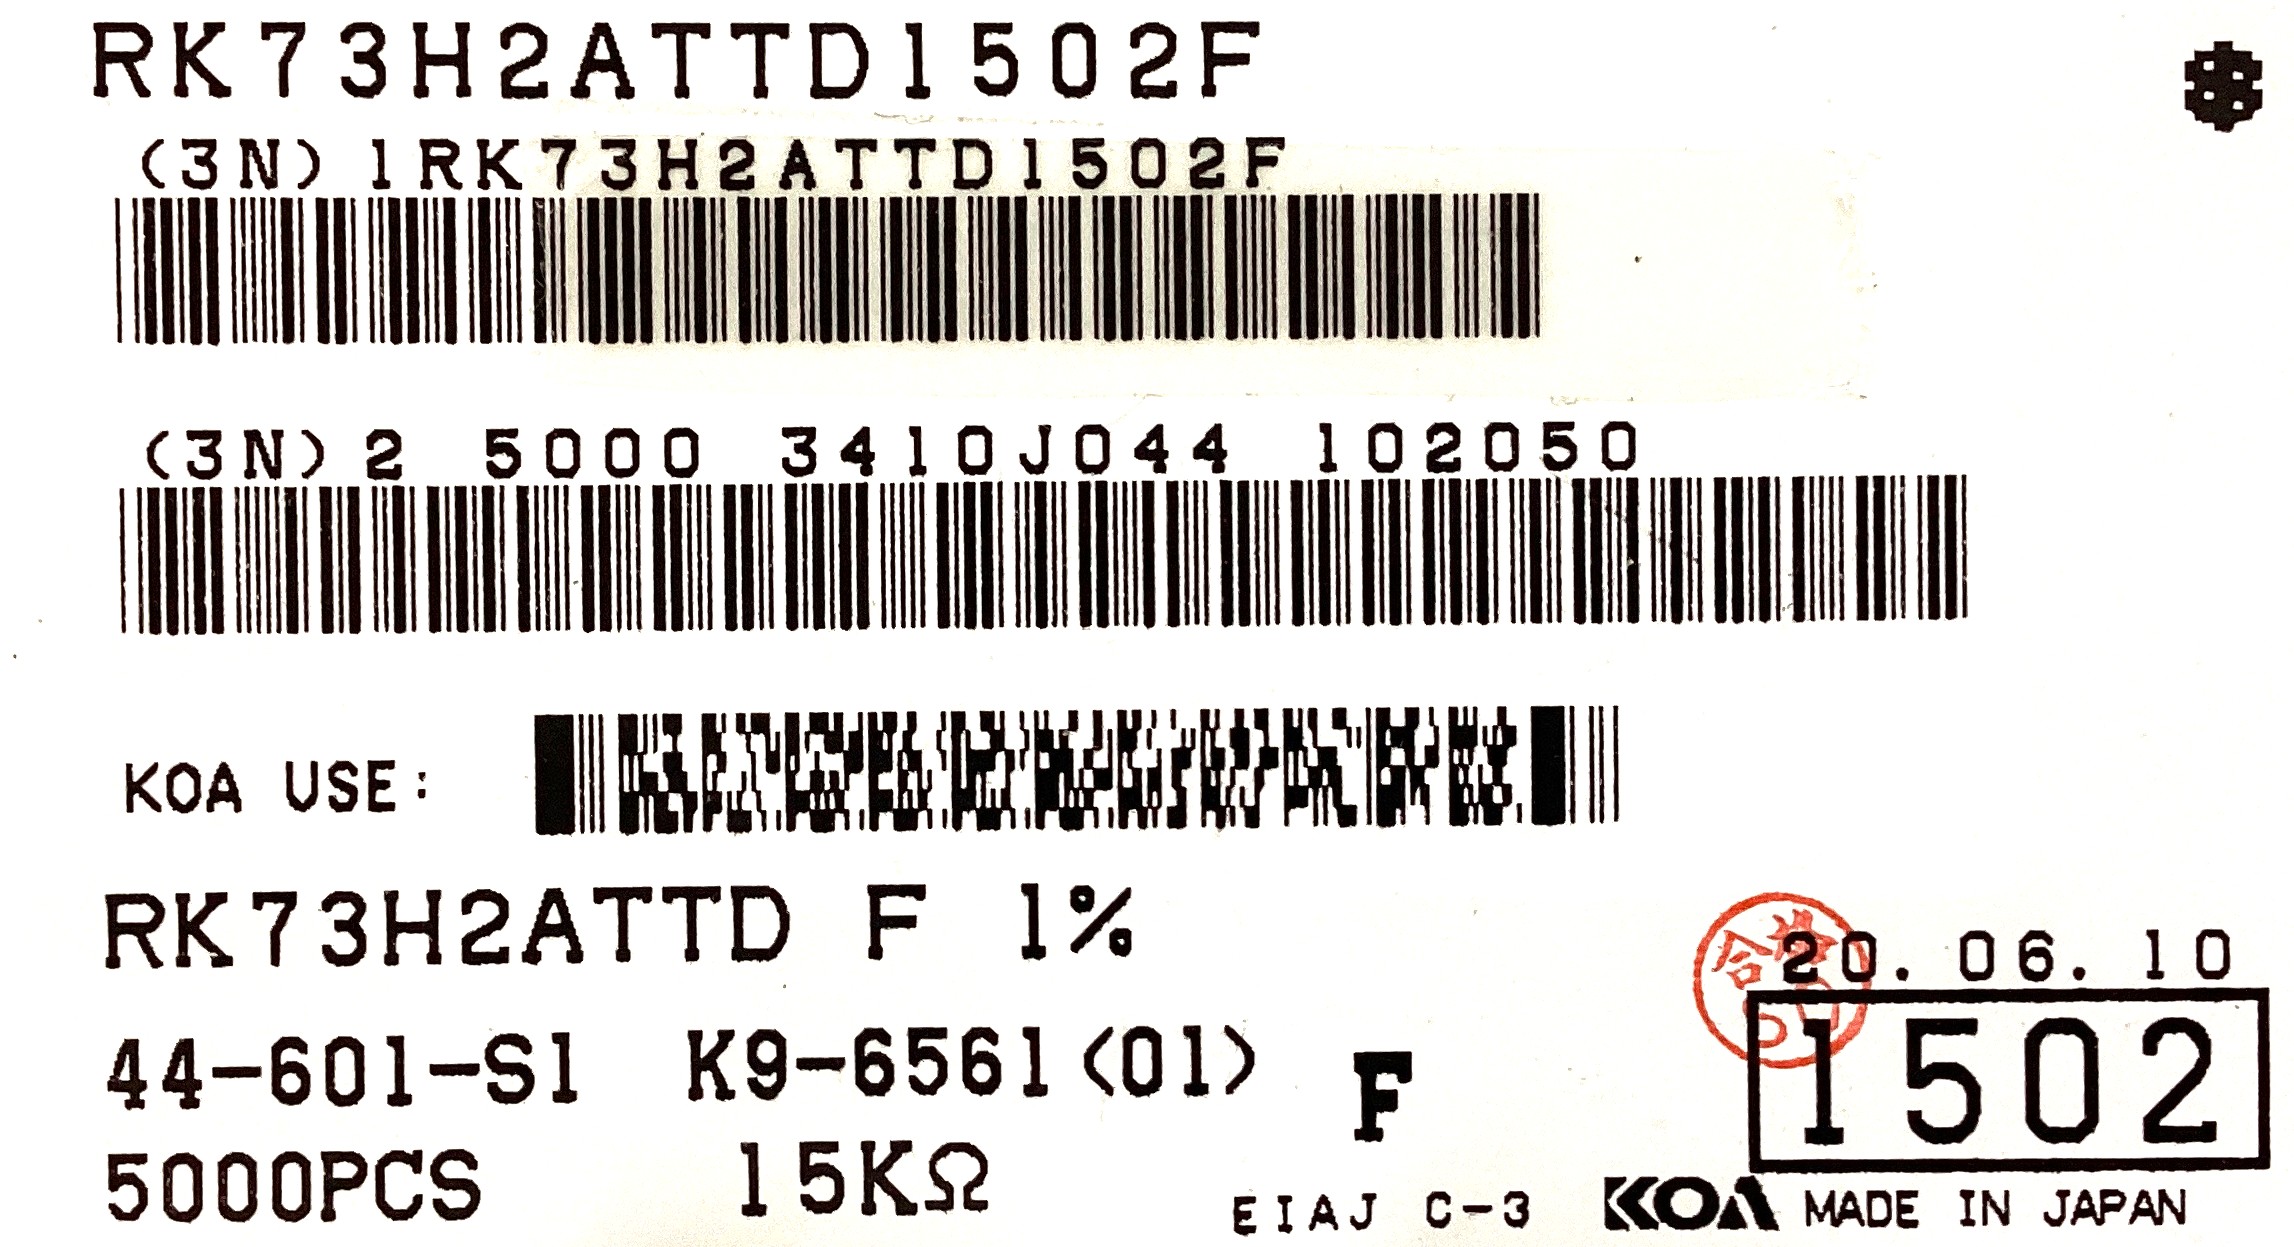 RK73H2ATTD1502F
(3N) 1RK73H2ATTD1502F
(3N) 2 5000 3410J044 102050
KOA USE:
RK73H2ATTD F 1%
合
20. 06. 10
44-601-S1 K9-6561(01) F
1502
5000PCS 15KΩ
EIAJ C-3 KOA MADE IN JAPAN